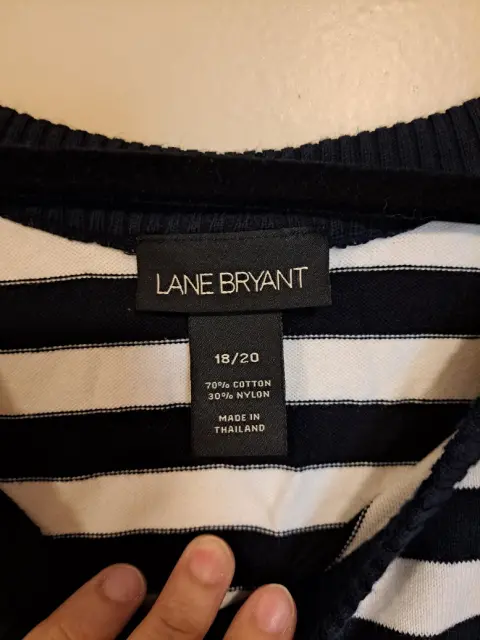 LANE BRYANT
18/20
70% COTTON
30% NYLON
MADE IN
THAILAND